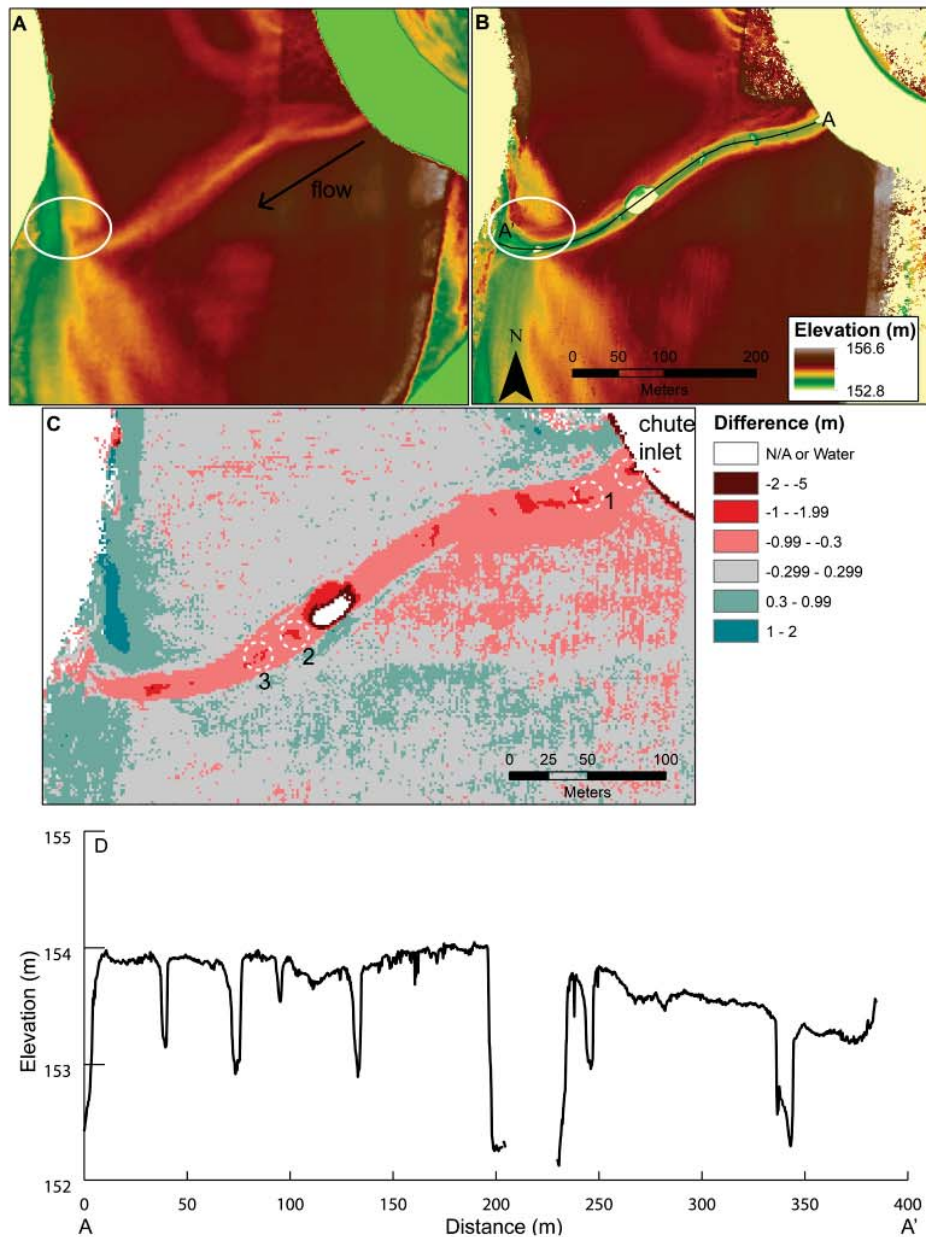 A
flow
B
A
A'
N
0 50 100 200
Meters
Elevation (m)
156.6
152.8
C
chute
inlet
1
2
3
0 25 50 100
Meters
Difference (m)
N/A or Water
-2 - -5
-1 - -1.99
-0.99 - -0.3
-0.299 - 0.299
0.3 - 0.99
1 - 2
D
155
154
153
152
Elevation (m)
0 50 100 150 200 250 300 350 400
A Distance (m) A'